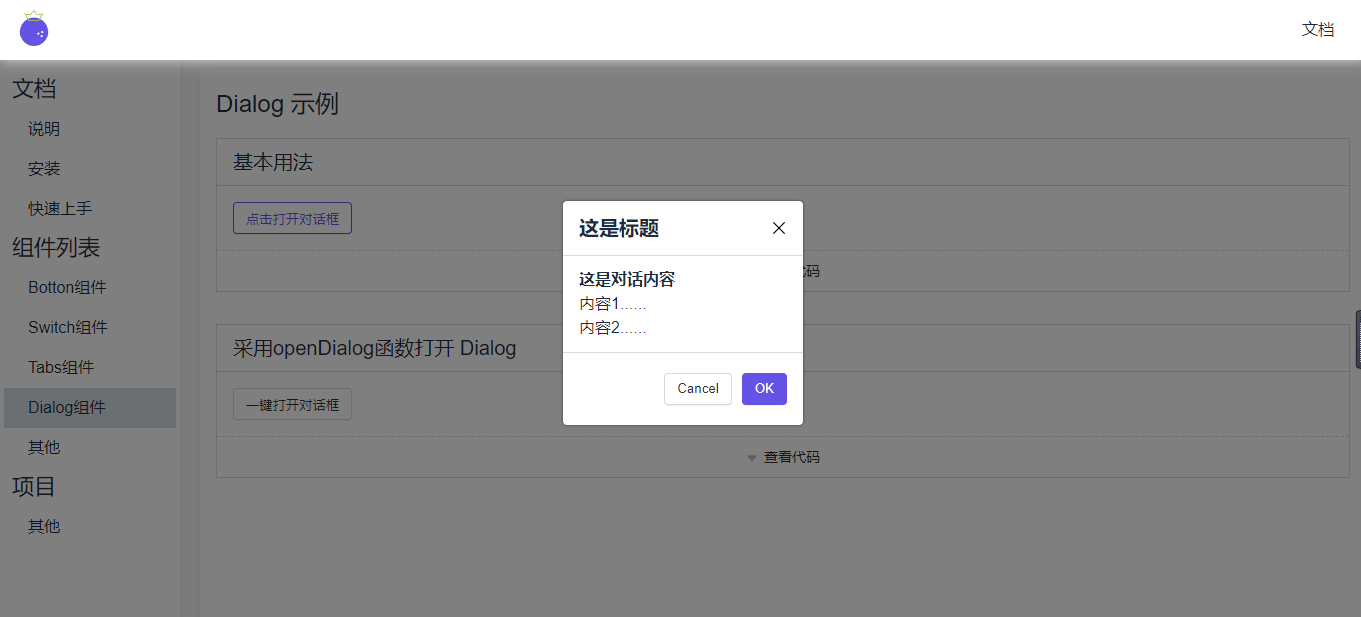 文档
文档
说明
安装
快速上手
组件列表
Botton组件
Switch组件
Tabs组件
Dialog组件
其他
项目
其他
Dialog 示例
基本用法
点击打开对话框
代码
采用openDialog函数打开 Dialog
一键打开对话框
查看代码
这是标题
这是对话内容
内容1......
内容2......
Cancel
OK